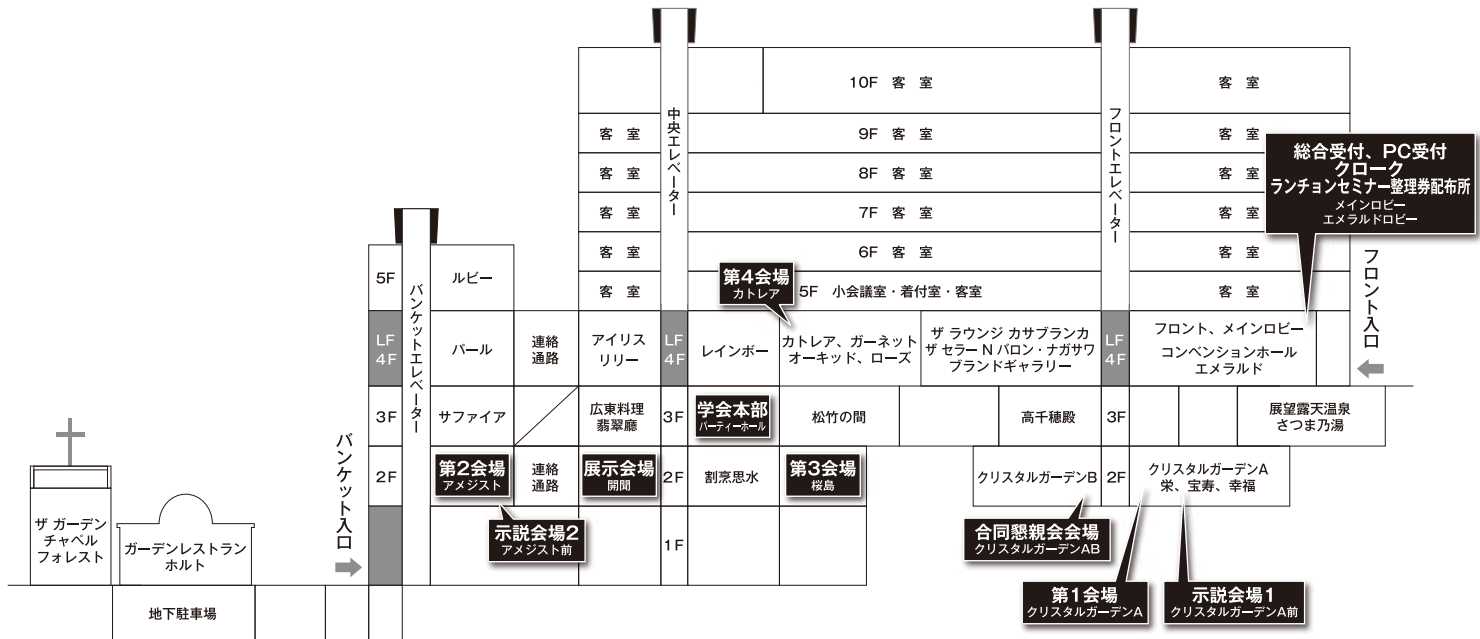 10F 客 室
客 室
中央エレベーター
フロントエレベーター
客 室
9F 客 室
客 室
総合受付、PC受付
クローク
ランチョンセミナー整理券配布所
メインロビー
エメラルドロビー
客 室
8F 客 室
客 室
客 室
7F 客 室
客 室
客 室
6F 客 室
客 室
バンケットエレベーター
5F
ルビー
客 室
第4会場
カトレア
5F 小会議室・着付室・客室
客 室
フロント入口
LF
4F
パール
連絡
通路
アイリス
リリー
LF
4F
レインボー
カトレア、ガーネット
オーキッド、ローズ
ザ ラウンジ カサブランカ
ザ セラー N バロン・ナガサワ
ブランドギャラリー
LF
4F
フロント、メインロビー
コンベンションホール
エメラルド
3F
サファイア
広東料理
翡翠廳
3F
学会本部
パーティーホール
松竹の間
高千穂殿
3F
展望露天温泉
さつま乃湯
バンケット入口
2F
第2会場
アメジスト
連絡
通路
展示会場
開聞
2F
割烹思水
第3会場
桜島
クリスタルガーデンB
2F
クリスタルガーデンA
栄、宝寿、幸福
ザ ガーデン
チャペル
フォレスト
ガーデンレストラン
ホルト
示説会場2
アメジスト前
1F
合同懇親会会場
クリスタルガーデンAB
第1会場
クリスタルガーデンA
示説会場1
クリスタルガーデンA前
地下駐車場